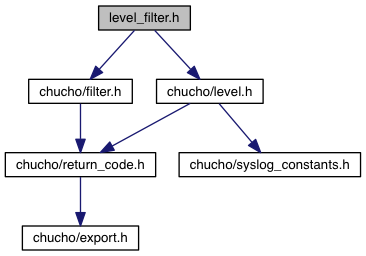 level_filter.h
chucho/filter.h
chucho/level.h
chucho/return_code.h
chucho/syslog_constants.h
chucho/export.h